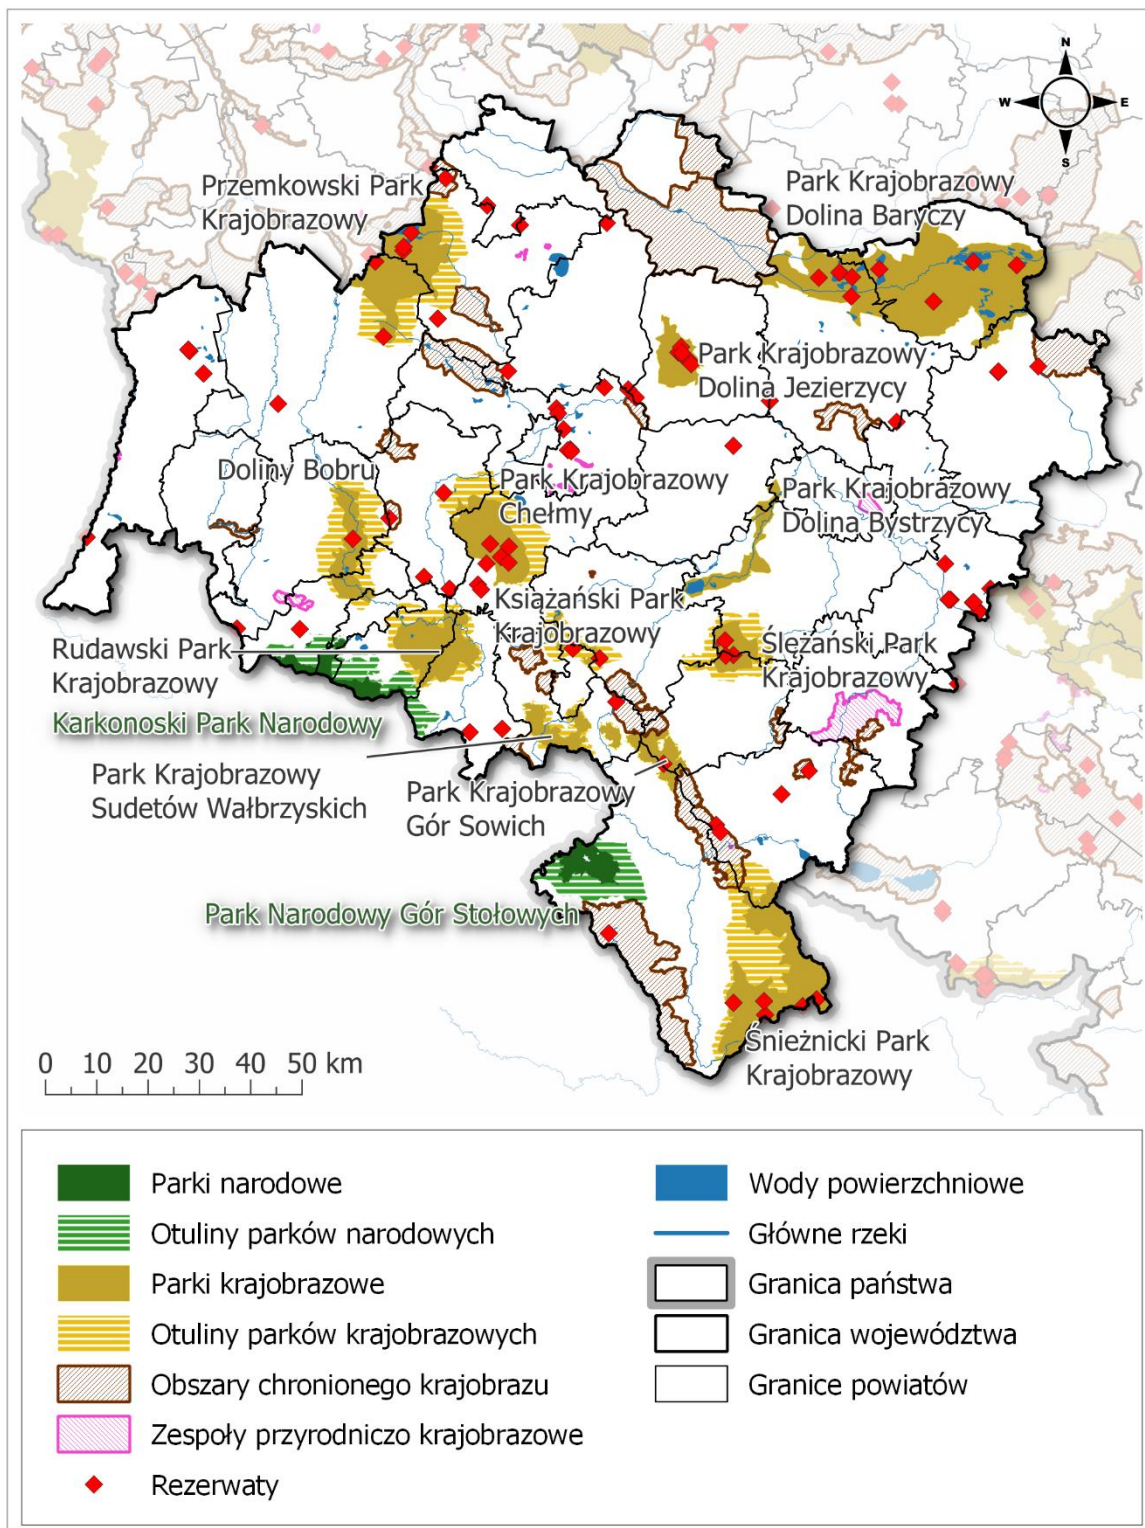 N
W
E
S
Przemkowski Park
Krajobrazowy
Park Krajobrazowy
Dolina Baryczy
Park Krajobrazowy
Dolina Jezierzycy
Doliny Bobru
Park Krajobrazowy
Chełmy
Park Krajobrazowy
Dolina Bystrzycy
Książański Park
Krajobrazowy
Rudawski Park
Krajobrazowy
Ślężański Park
Krajobrazowy
Karkonoski Park Narodowy
Park Krajobrazowy
Sudetów Wałbrzyskich
Park Krajobrazowy
Gór Sowich
Park Narodowy Gór Stołowych
Śnieżnicki Park
Krajobrazowy
0 10 20 30 40 50 km
Parki narodowe
Otuliny parków narodowych
Parki krajobrazowe
Otuliny parków krajobrazowych
Obszary chronionego krajobrazu
Zespoły przyrodniczo krajobrazowe
Rezerwaty
Wody powierzchniowe
Główne rzeki
Granica państwa
Granica województwa
Granice powiatów